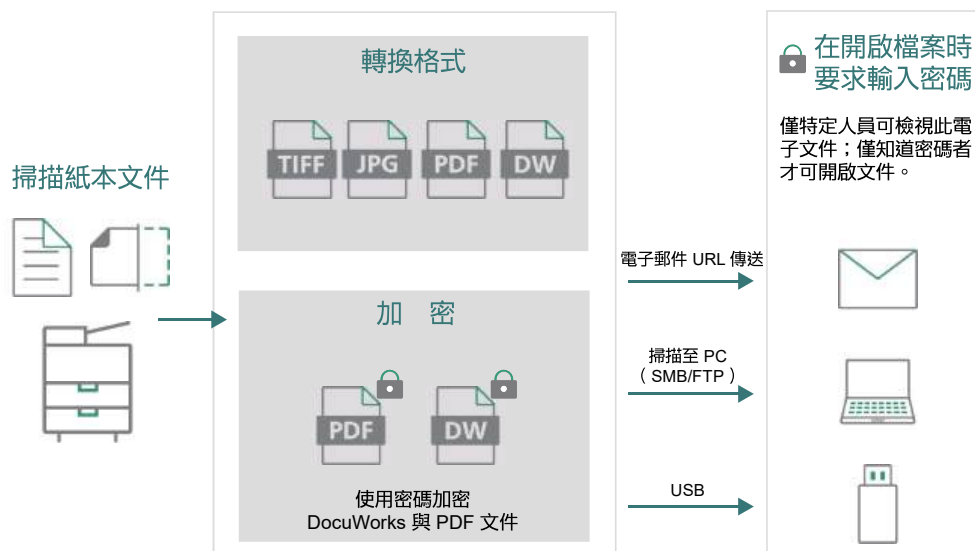 掃描紙本文件
轉換格式
TIFF
JPG
PDF
DW
加 密
PDF
DW
使用密碼加密
DocuWorks 與 PDF 文件
電子郵件 URL 傳送
掃描至 PC
（ SMB/FTP ）
USB
在開啟檔案時
要求輸入密碼
僅特定人員可檢視此電
子文件；僅知道密碼者
才可開啟文件。